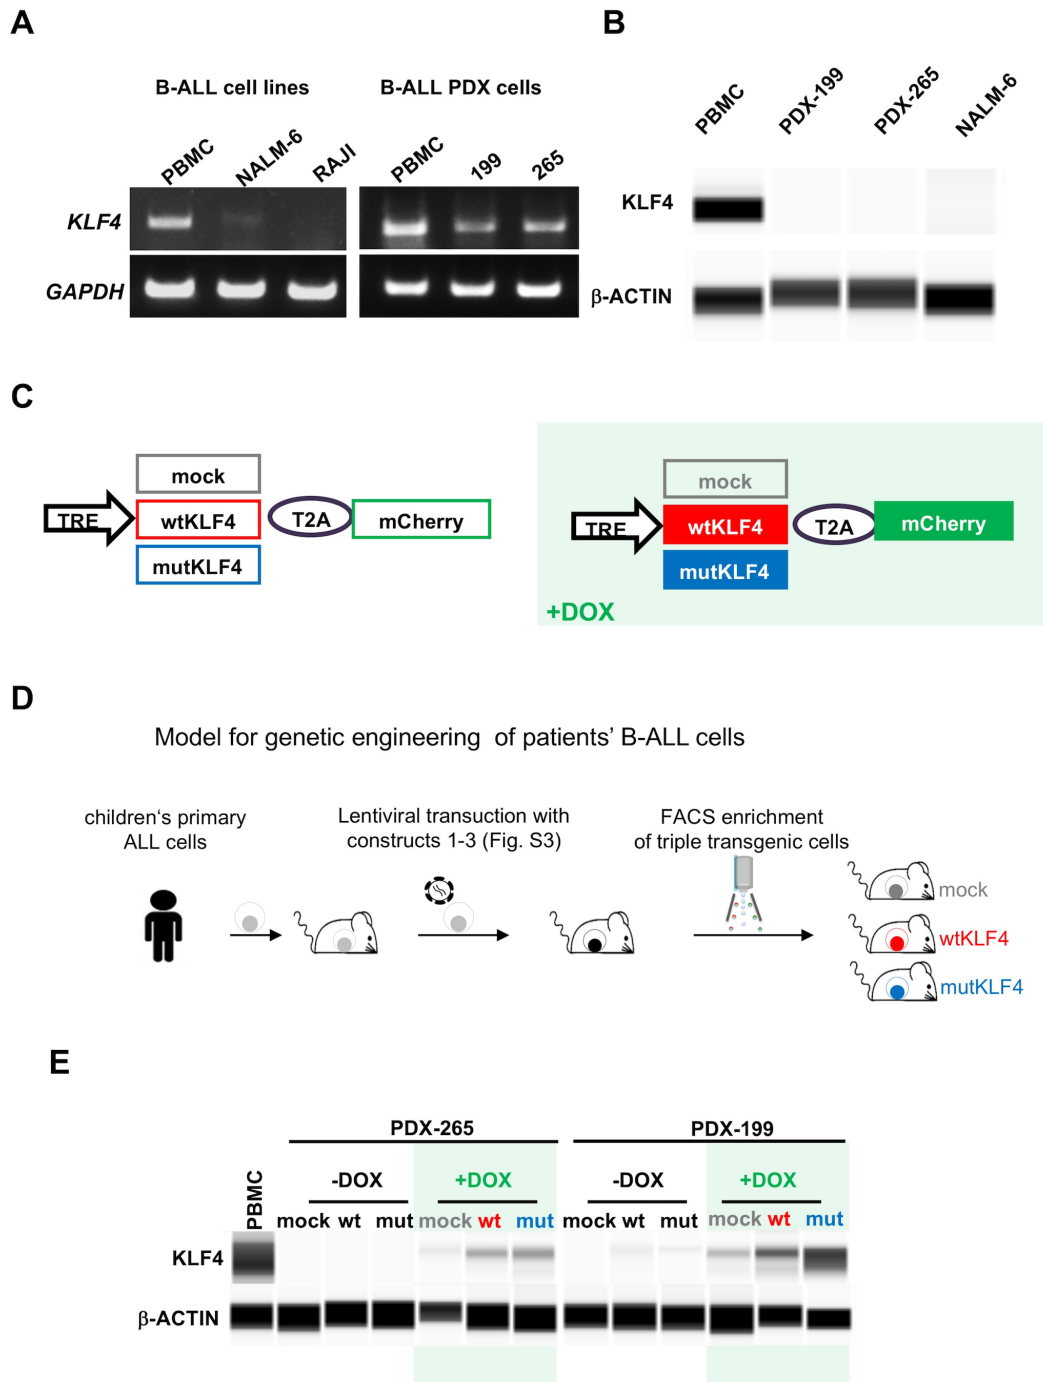 A
B-ALL cell lines
B-ALL PDX cells
PBMC
NALM-6
RAJI
PBMC
199
265
KLF4
GAPDH
B
PBMC
PDX-199
PDX-265
NALM-6
KLF4
β-ACTIN
C
mock
TRE
wtKLF4
T2A
mCherry
mutKLF4
mock
TRE
wtKLF4
T2A
mCherry
mutKLF4
+DOX
D
Model for genetic engineering of patients' B-ALL cells
children‘s primary
ALL cells
Lentiviral transuction with
constructs 1-3 (Fig. S3)
FACS enrichment
of triple transgenic cells
mock
wtKLF4
mutKLF4
E
PDX-265
PDX-199
PBMC
-DOX
+DOX
-DOX
+DOX
mock wt mut mock wt mut mock wt mut mock wt mut
KLF4
β-ACTIN